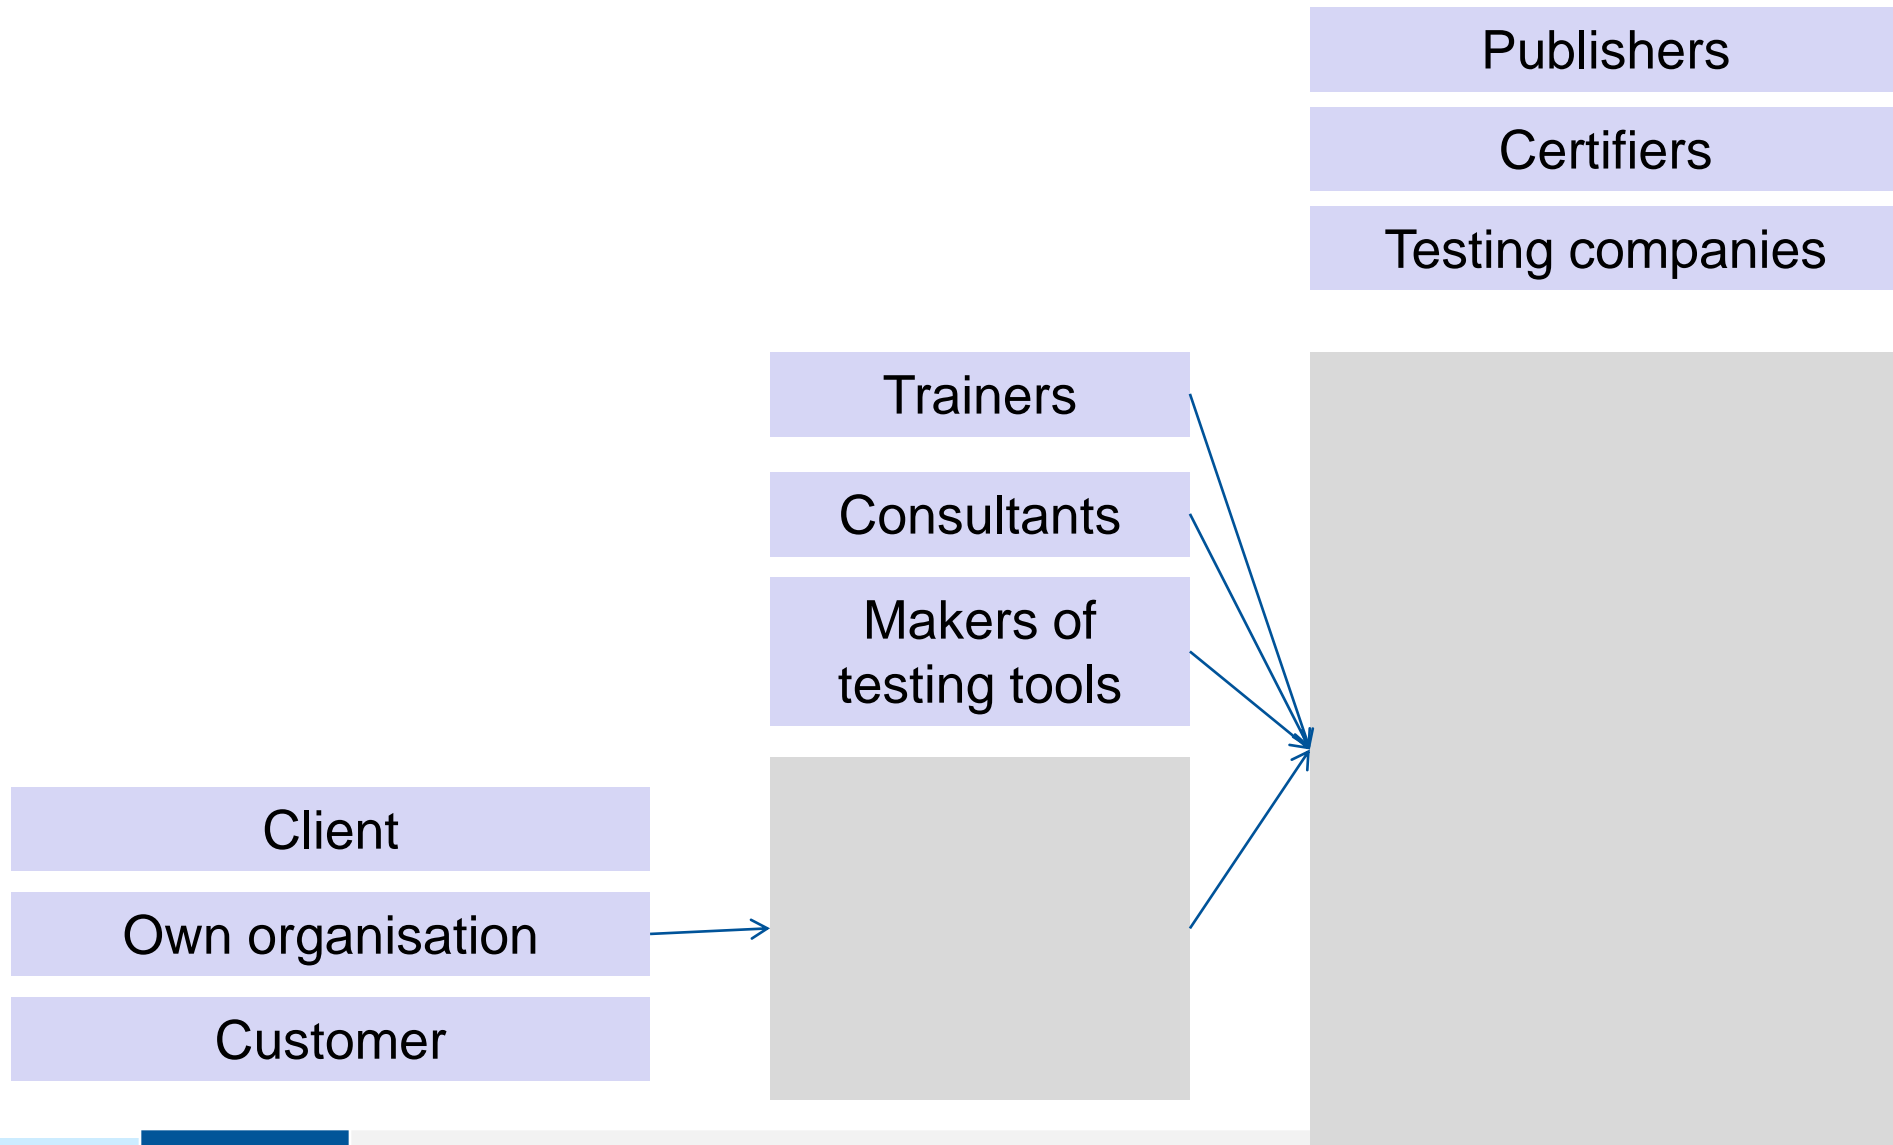 Publishers
Certifiers
Testing companies
Trainers
Consultants
Makers of
testing tools
Client
Own organisation
Customer